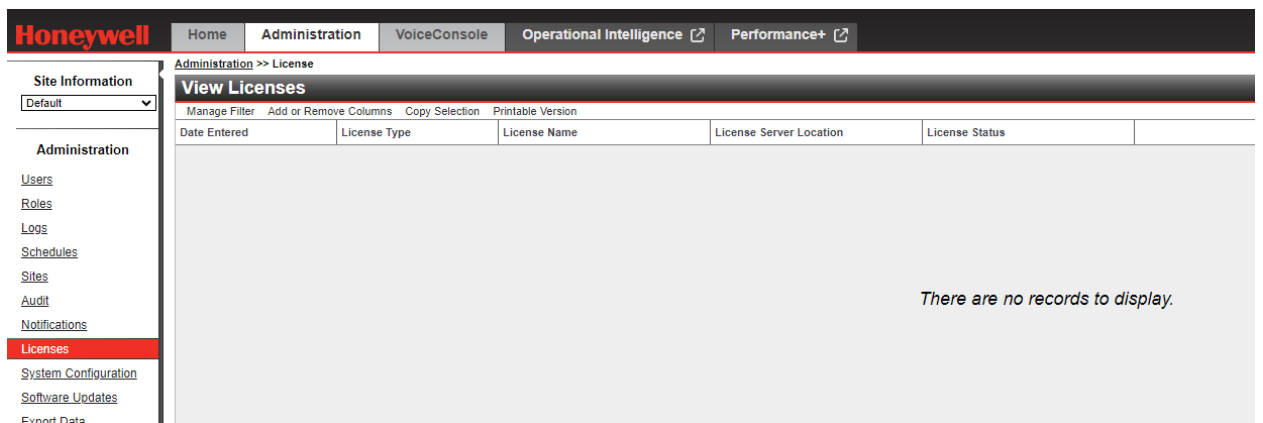 Honeywell
Home Administration VoiceConsole Operational Intelligence Performance+
Administration >> License
Site Information
Default
View Licenses
Manage Filter Add or Remove Columns Copy Selection Printable Version
Date Entered License Type License Name License Server Location License Status
Administration
Users
Roles
Logs
Schedules
Sites
Audit
Notifications
Licenses
System Configuration
Software Updates
Export Data
There are no records to display.